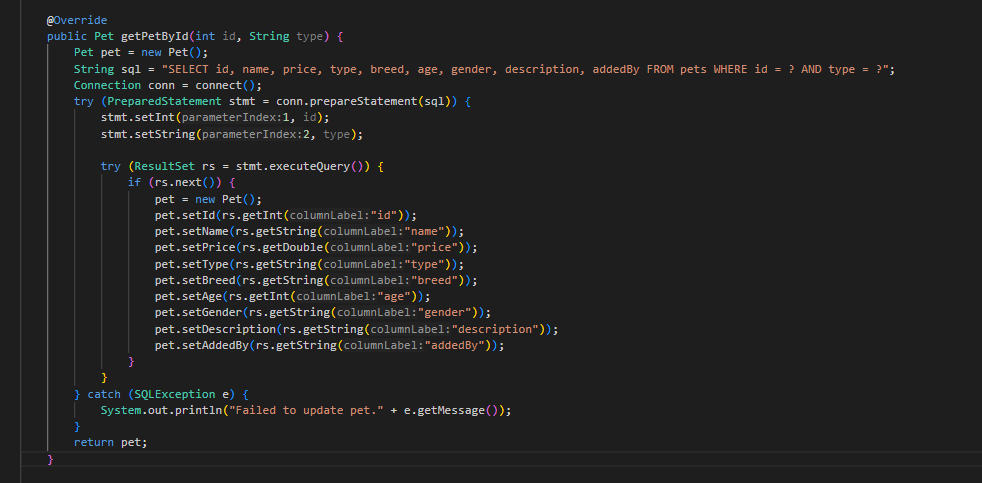 @Override
public Pet getPetById(int id, String type) {
Pet pet = new Pet();
String sql = "SELECT id, name, price, type, breed, age, gender, description, addedBy FROM pets WHERE id = ? AND type = ?";
Connection conn = connect();
try (PreparedStatement stmt = conn.prepareStatement(sql)) {
stmt.setInt(parameterIndex:1, id);
stmt.setString(parameterIndex:2, type);
try (ResultSet rs = stmt.executeQuery()) {
if (rs.next()) {
pet = new Pet();
pet.setId(rs.getInt(columnLabel:"id"));
pet.setName(rs.getString(columnLabel:"name"));
pet.setPrice(rs.getDouble(columnLabel:"price"));
pet.setType(rs.getString(columnLabel:"type"));
pet.setBreed(rs.getString(columnLabel:"breed"));
pet.setAge(rs.getInt(columnLabel:"age"));
pet.setGender(rs.getString(columnLabel:"gender"));
pet.setDescription(rs.getString(columnLabel:"description"));
pet.setAddedBy(rs.getString(columnLabel:"addedBy"));
}
}
} catch (SQLException e) {
System.out.println("Failed to update pet." + e.getMessage());
}
return pet;
}